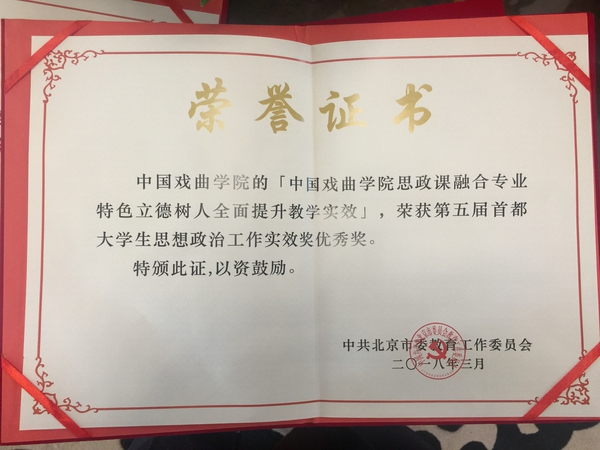 荣誉证书
中国戏曲学院的「中国戏曲学院思政课融合专业
特色立德树人全面提升教学实效」，荣获第五届首都
大学生思想政治工作实效奖优秀奖。
特颁此证,以资鼓励。
中共北京市委教育工作委员会
二〇一八年三月